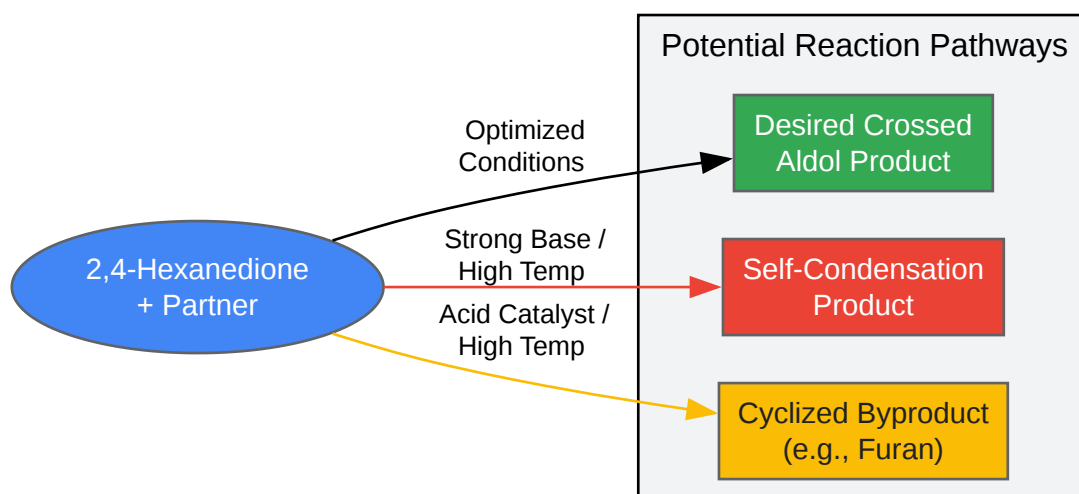 Potential Reaction Pathways
Optimized
Conditions
Desired Crossed
Aldol Product
2,4-Hexanedione
+ Partner
Strong Base /
High Temp
Self-Condensation
Product
Acid Catalyst /
High Temp
Cyclized Byproduct
(e.g., Furan)